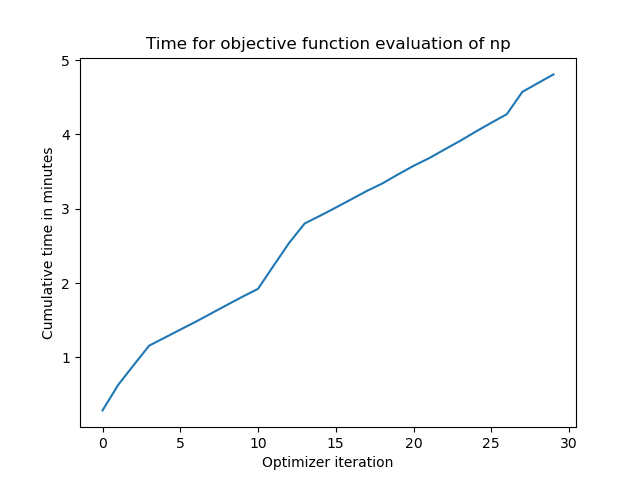 Time for objective function evaluation of np
Cumulative time in minutes
5
4
3
2
1
0 5 10 15 20 25 30
Optimizer iteration